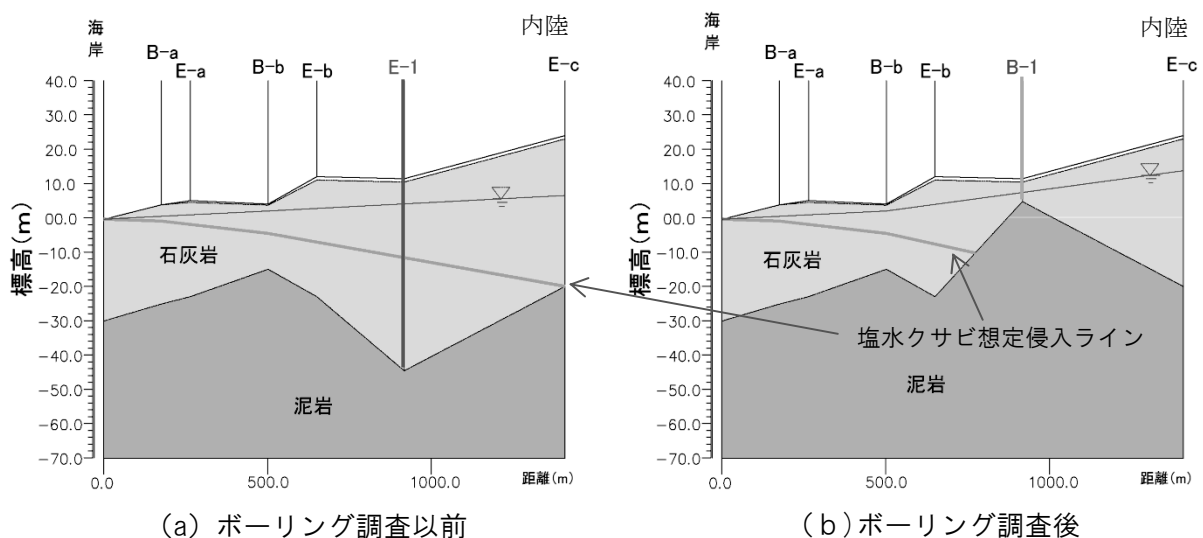 海岸
内陸
B-a
E-a
B-b
E-b
E-1
E-c
40.0
30.0
20.0
10.0
00.0
-10.0
-20.0
-30.0
-40.0
-50.0
-60.0
-70.0
標高(m)
石灰岩
泥岩
0.0
500.0
1000.0
距離(m)
(a) ボーリング調査以前
海岸
内陸
B-a
E-a
B-b
E-b
B-1
E-c
40.0
30.0
20.0
10.0
00.0
-10.0
-20.0
-30.0
-40.0
-50.0
-60.0
-70.0
標高(m)
石灰岩
塩水クサビ想定侵入ライン
泥岩
0.0
500.0
1000.0
距離(m)
(b)ボーリング調査後